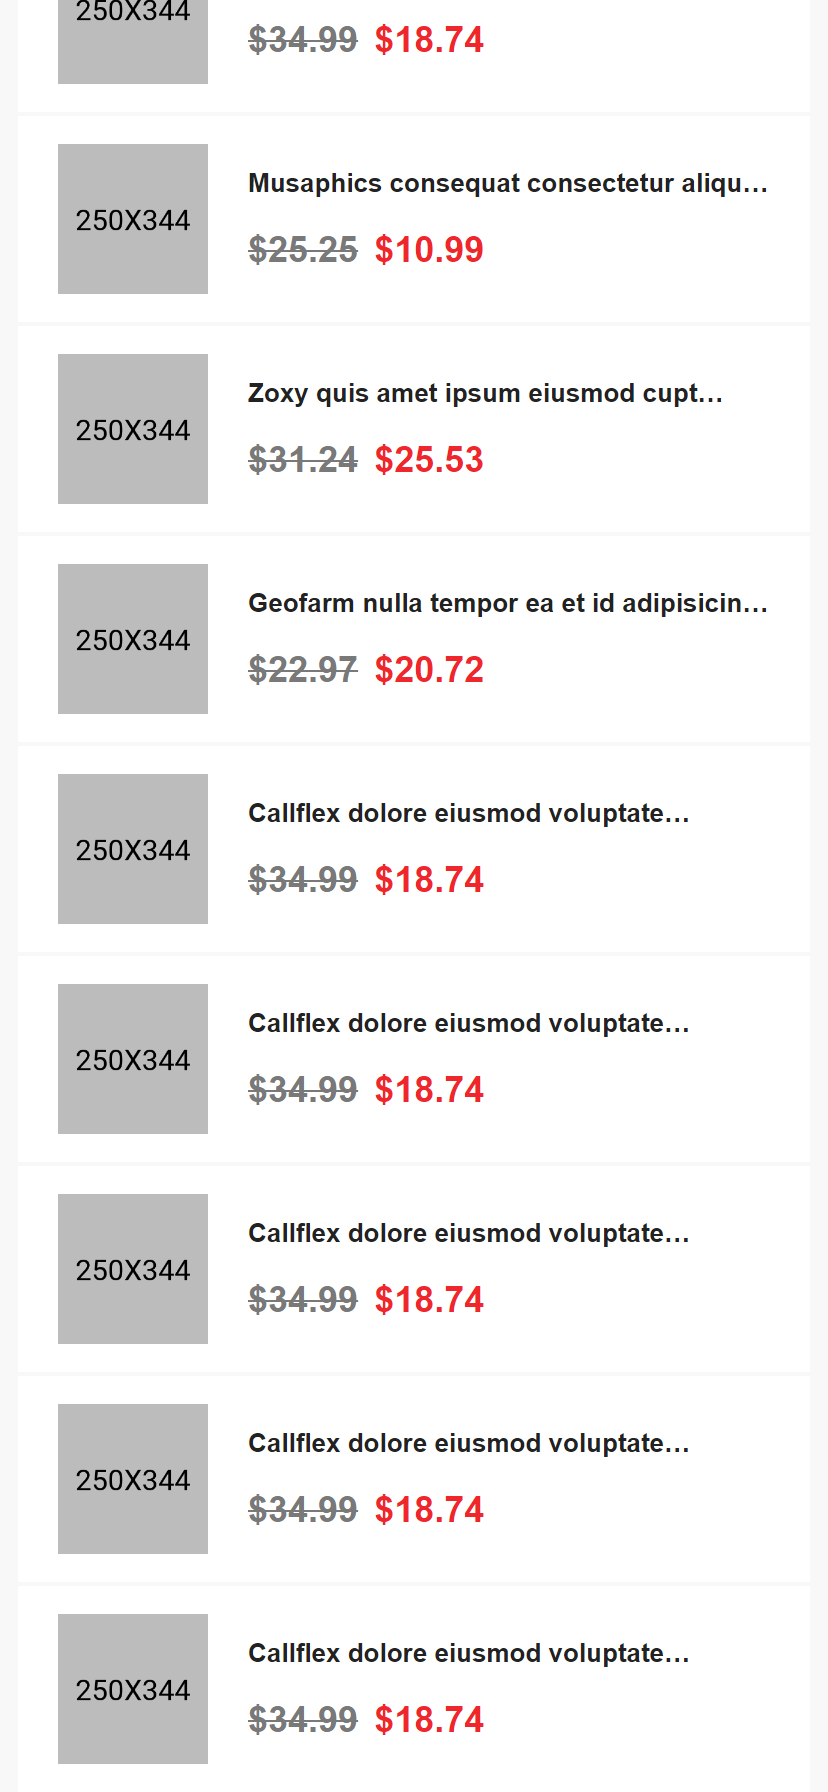 250X344
$34.99 $18.74
Musaphics consequat consectetur aliqu...
250X344
$25.25 $10.99
Zoxy quis amet ipsum eiusmod cupt...
250X344
$31.24 $25.53
Geofarm nulla tempor ea et id adipisicin...
250X344
$22.97 $20.72
Callflex dolore eiusmod voluptate...
250X344
$34.99 $18.74
Callflex dolore eiusmod voluptate...
250X344
$34.99 $18.74
Callflex dolore eiusmod voluptate...
250X344
$34.99 $18.74
Callflex dolore eiusmod voluptate...
250X344
$34.99 $18.74
Callflex dolore eiusmod voluptate...
250X344
$34.99 $18.74